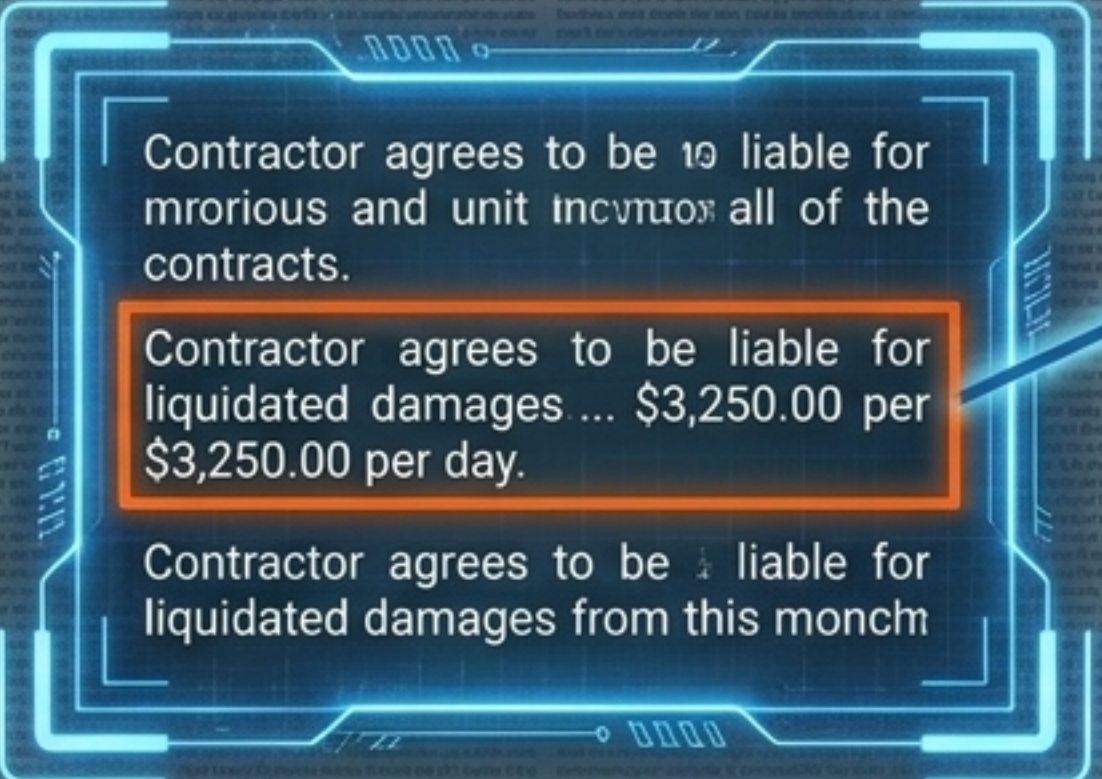 Contractor agrees to be liable for
mrorious and unit all of the
contracts.
Contractor agrees to be liable for
liquidated damages ... $3,250.00 per
$3,250.00 per day.
Contractor agrees to be liable for
liquidated damages from this monch